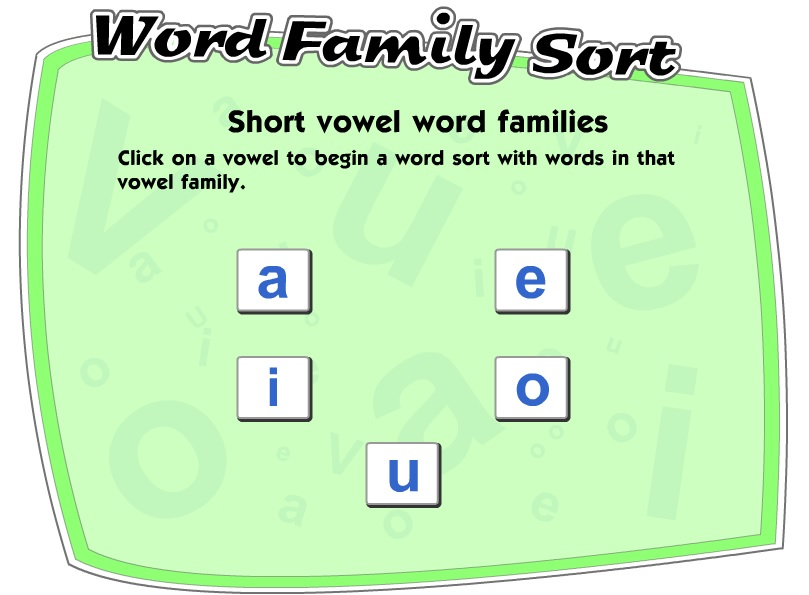 Word Family Sort
Short vowel word families
Click on a vowel to begin a word sort with words in that
vowel family.
a e
i o
u